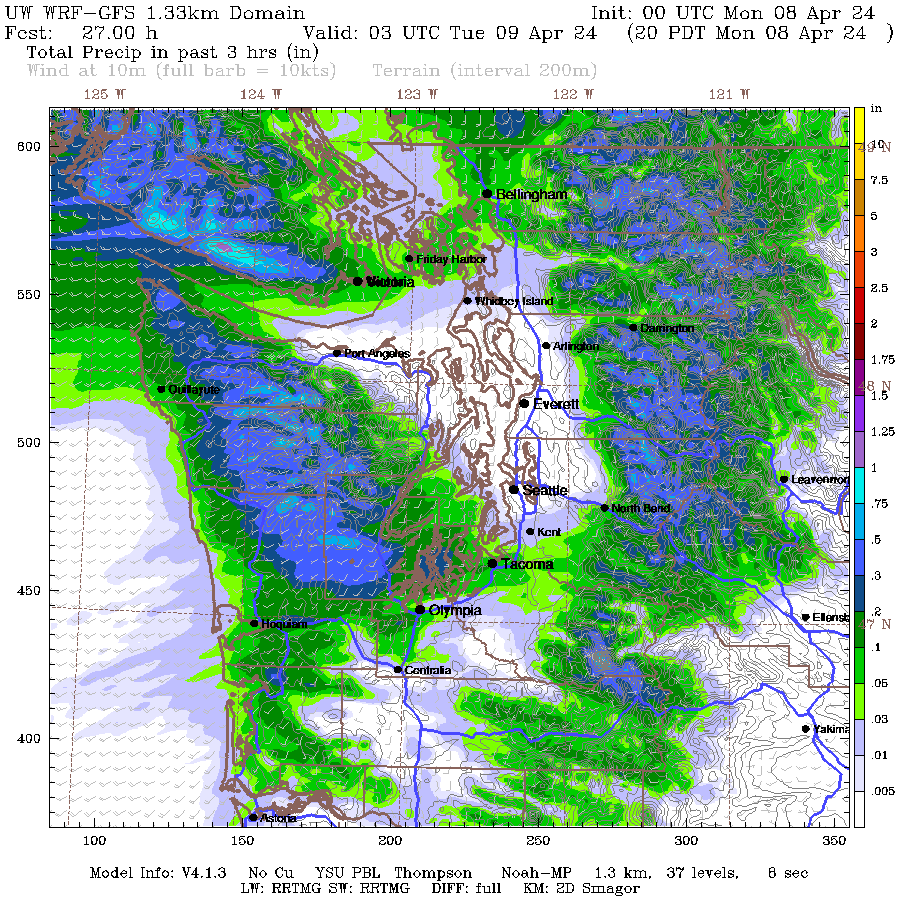 UW WRF-GFS 1.33km Domain Init: 00 UTC Mon 08 Apr 24
Fcst: 27.00 h Valid: 03 UTC Tue 09 Apr 24 (20 PDT Mon 08 Apr 24 )
Total Precip in past 3 hrs (in)
Wind at 10m (full barb = 10kts) Terrain (interval 200m)
125 W 124 W 123 W 122 W 121 W
in
600 10 49 N
7.5
Bellingham
5
Friday Harbor 3
Victoria
550 Whidbey Island 2.5
Darrington 2
Arlington
Port Angeles 1.75
Quillayute 48 N
1.5
Everett
500 1.25
1
Leavenwor
Seattle
North Bend .75
Kent .5
Tacoma
450 .3
Olympia
Ellensb .2
Hoquiam 47 N
.1
Centralia
.05
400 .03
Yakima
.01
.005
Astoria
100 150 200 250 300 350
Model Info: V4.1.3 No Cu YSU PBL Thompson Noah-MP 1.3 km, 37 levels, 8 sec
LW: RRTMG SW: RRTMG DIFF: full KM: 2D Smagor